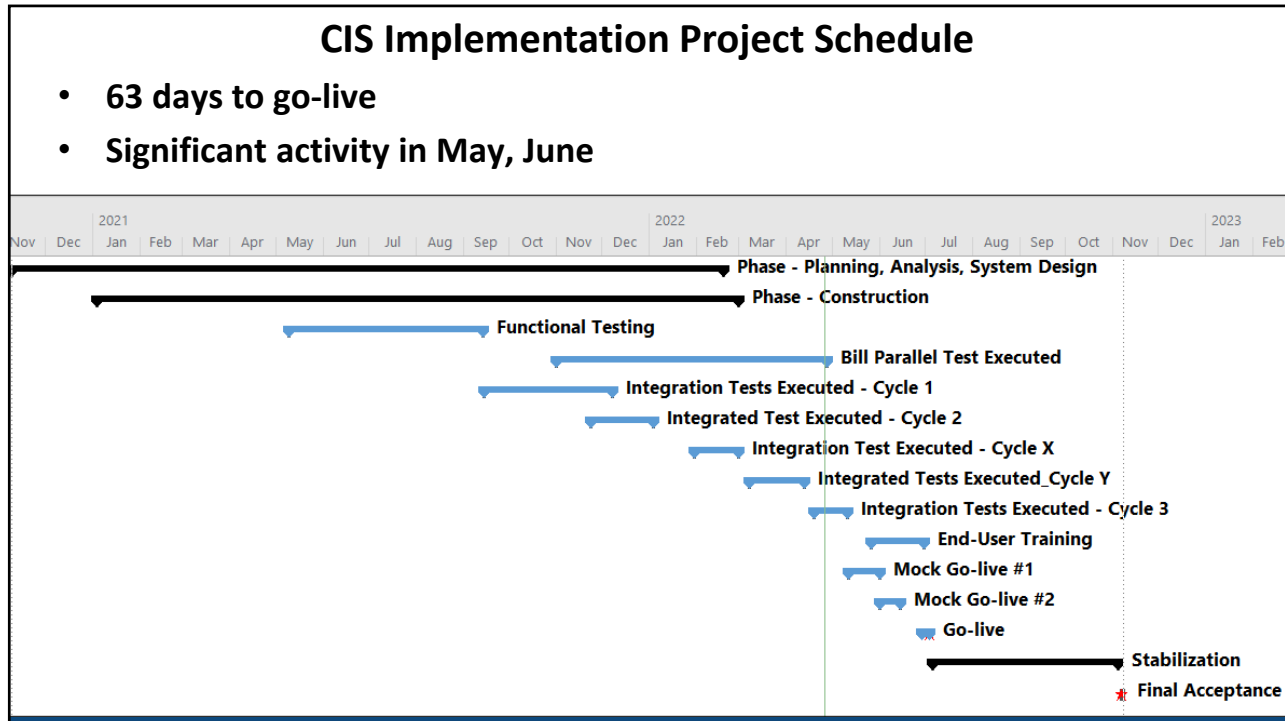 CIS Implementation Project Schedule
• 63 days to go-live
• Significant activity in May, June
2021 2022 2023
Nov Dec Jan Feb Mar Apr May Jun Jul Aug Sep Oct Nov Dec Jan Feb Mar Apr May Jun Jul Aug Sep Oct Nov Dec Jan Feb
Phase - Planning, Analysis, System Design
Phase - Construction
Functional Testing
Bill Parallel Test Executed
Integration Tests Executed - Cycle 1
Integrated Test Executed - Cycle 2
Integration Test Executed - Cycle X
Integrated Tests Executed_Cycle Y
Integration Tests Executed - Cycle 3
End-User Training
Mock Go-live #1
Mock Go-live #2
Go-live
Stabilization
Final Acceptance